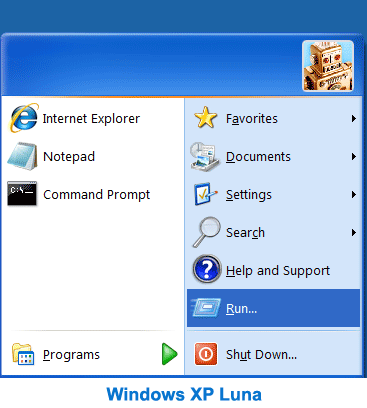 Internet Explorer
Notepad
Command Prompt
Programs
Favorites
Documents
Settings
Search
Help and Support
Run...
Shut Down...
Windows XP Luna